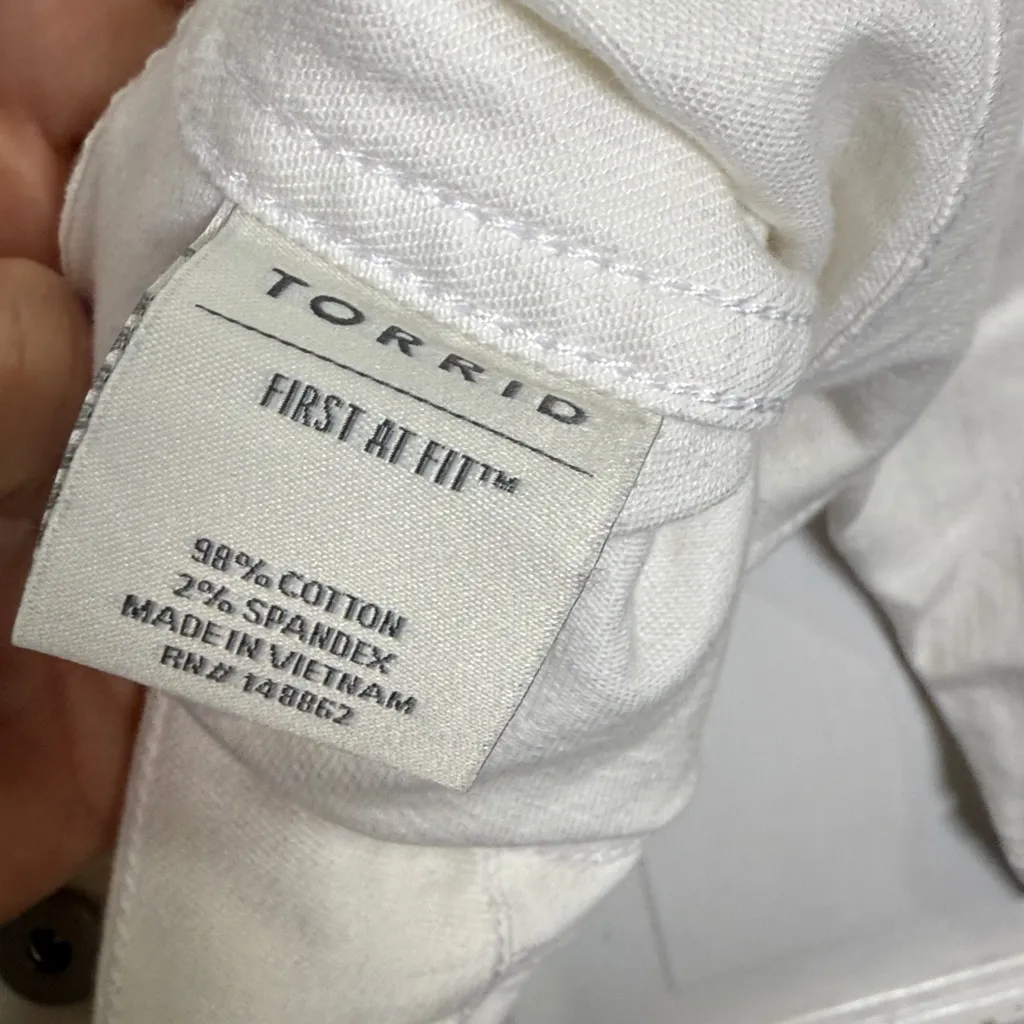 TORRID
FIRST AT FIT™
98% COTTON
2% SPANDEX
MADE IN VIETNAM
RN# 148862